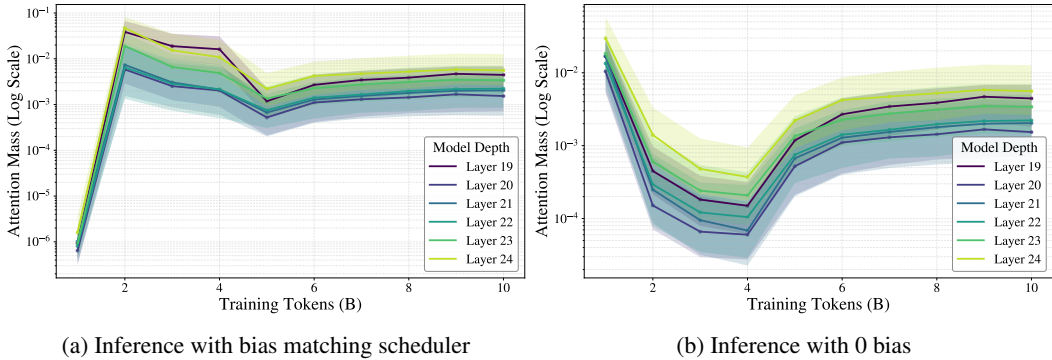 10⁻¹
10⁻²
10⁻³
10⁻⁴
10⁻⁵
10⁻⁶
Attention Mass (Log Scale)
Model Depth
Layer 19
Layer 20
Layer 21
Layer 22
Layer 23
Layer 24
2 4 6 8 10
Training Tokens (B)
(a) Inference with bias matching scheduler
10⁻²
10⁻³
10⁻⁴
Attention Mass (Log Scale)
Model Depth
Layer 19
Layer 20
Layer 21
Layer 22
Layer 23
Layer 24
2 4 6 8 10
Training Tokens (B)
(b) Inference with 0 bias